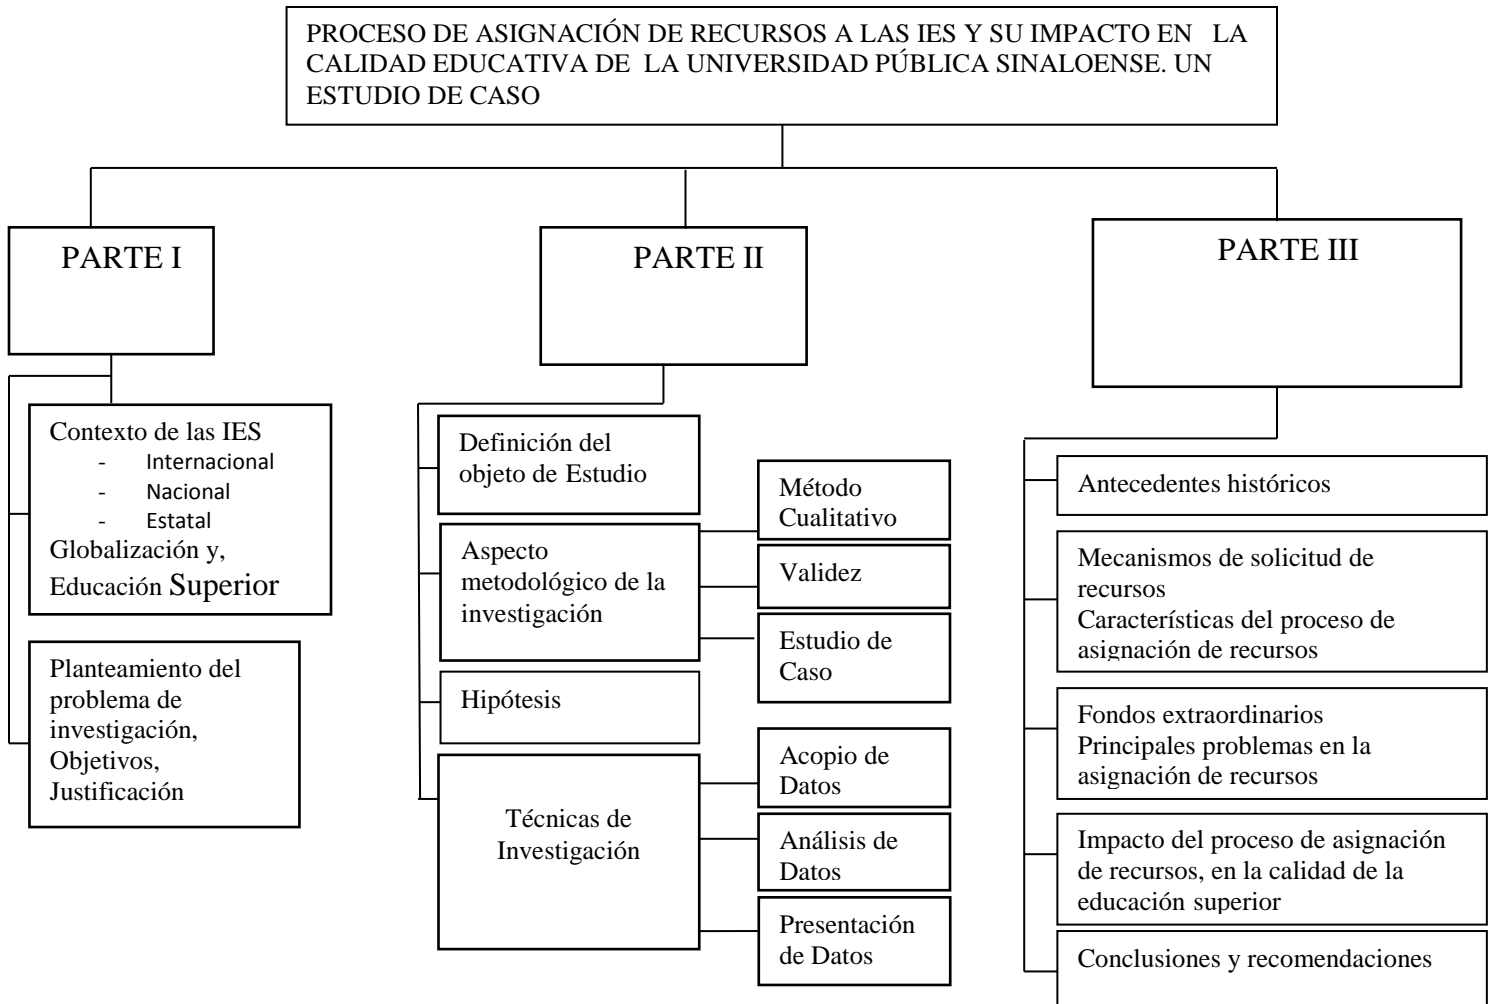 PROCESO DE ASIGNACIÓN DE RECURSOS A LAS IES Y SU IMPACTO EN LA
CALIDAD EDUCATIVA DE LA UNIVERSIDAD PÚBLICA SINALOENSE. UN
ESTUDIO DE CASO
PARTE I
Contexto de las IES
- Internacional
- Nacional
- Estatal
Globalización y,
Educación Superior
Planteamiento del
problema de
investigación,
Objetivos,
Justificación
PARTE II
Definición del
objeto de Estudio
Aspecto
metodológico de la
investigación
Método
Cualitativo
Validez
Estudio de
Caso
Hipótesis
Técnicas de
Investigación
Acopio de
Datos
Análisis de
Datos
Presentación
de Datos
PARTE III
Antecedentes históricos
Mecanismos de solicitud de
recursos
Características del proceso de
asignación de recursos
Fondos extraordinarios
Principales problemas en la
asignación de recursos
Impacto del proceso de asignación
de recursos, en la calidad de la
educación superior
Conclusiones y recomendaciones